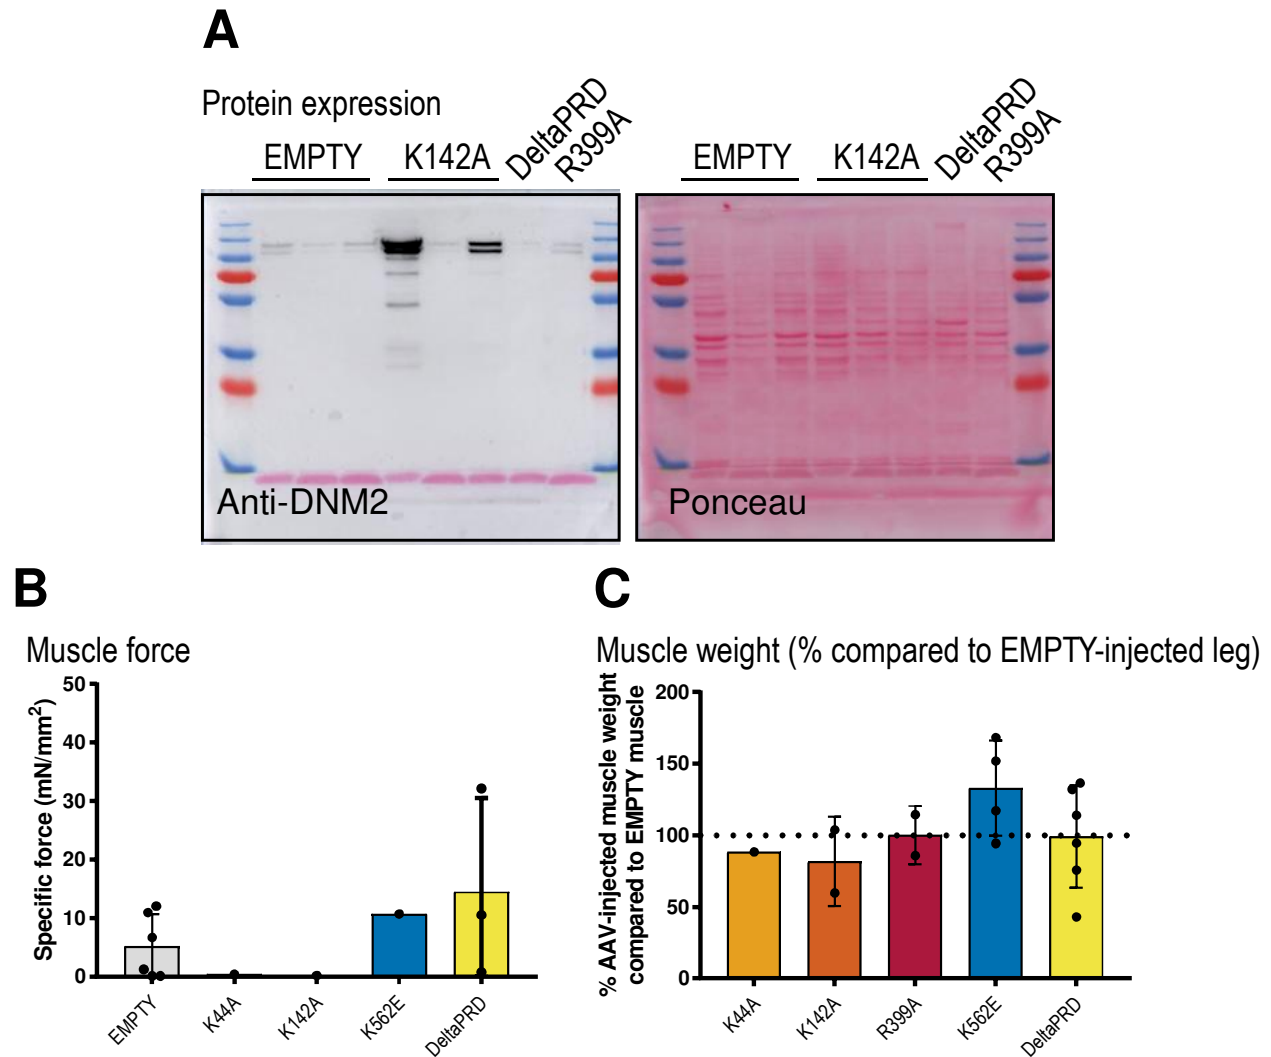 A
Protein expression
EMPTY K142A DeltaPRD R399A
EMPTY K142A DeltaPRD R399A
Anti-DNM2
Ponceau
B
Muscle force
Specific force (mN/mm2)
50
40
30
20
10
0
EMPTY K44A K142A K562E DeltaPRD
C
Muscle weight (% compared to EMPTY-injected leg)
% AAV-injected muscle weight
compared to EMPTY muscle
200
150
100
50
0
K44A K142A R399A K562E DeltaPRD